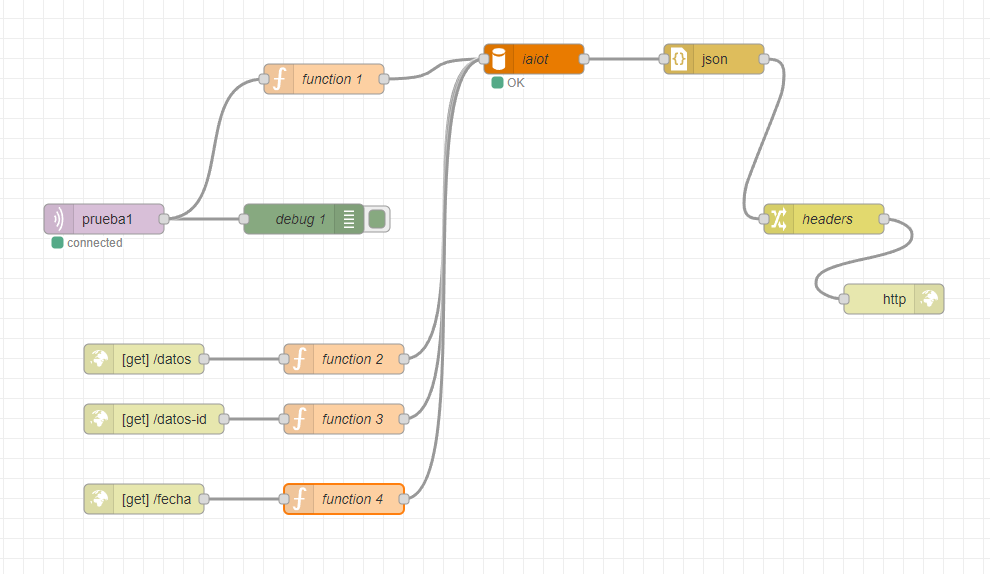 iaiot
OK
json
function 1
prueba1
connected
debug 1
headers
http
[get] /datos
function 2
[get] /datos-id
function 3
[get] /fecha
function 4